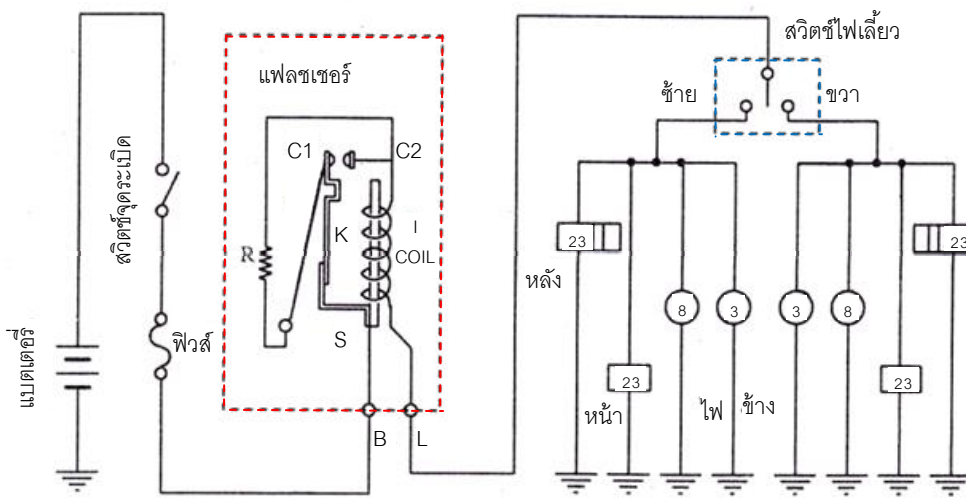 สวิตช์ไฟเลี้ยว
แฟลชเชอร์
ซ้าย
ขวา
C1
C2
สวิตช์จุดระเบิด
K
I
COIL
R
23
23
หลัง
8
3
3
8
S
ฟิวส์
แบตเตอรี่
23
23
หน้า
ไฟ
ข้าง
B
L